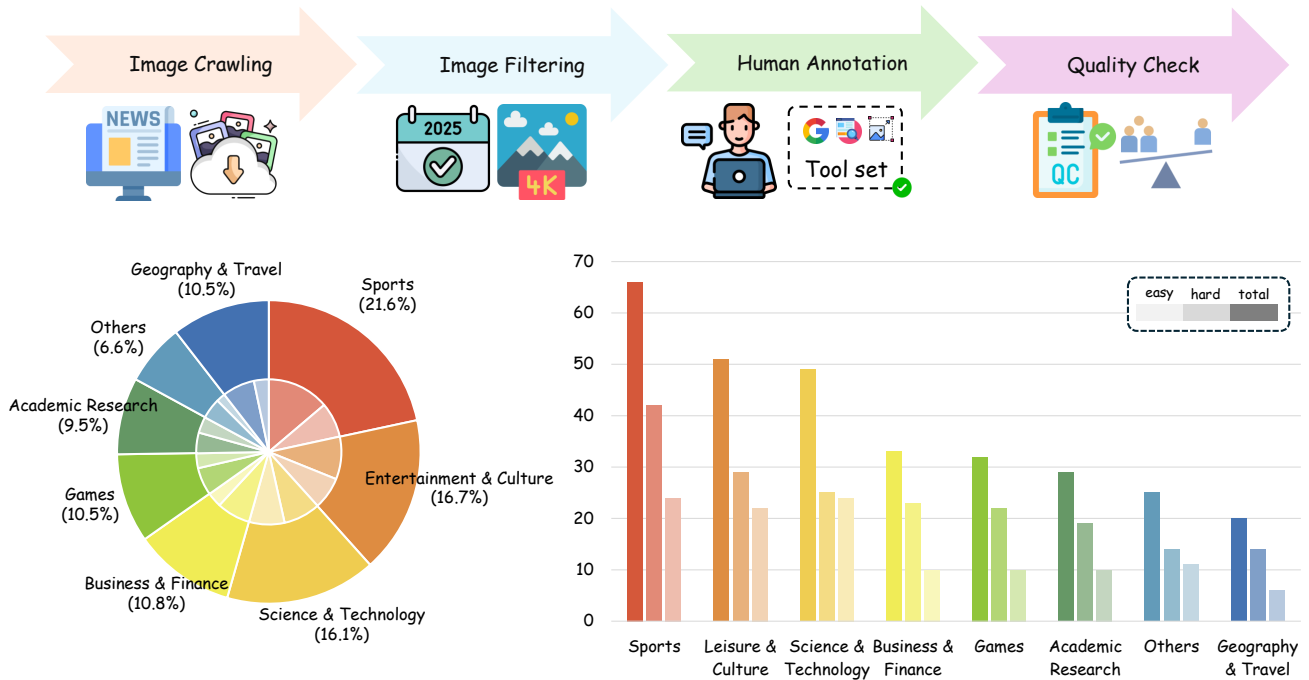 Image Crawling
Image Filtering
Human Annotation
Quality Check
NEWS
2025
4K
Tool set
QC
Geography & Travel
(10.5%)
Sports
(21.6%)
Others
(6.6%)
Academic Research
(9.5%)
Entertainment & Culture
(16.7%)
Games
(10.5%)
Business & Finance
(10.8%)
Science & Technology
(16.1%)
70
60
50
40
30
20
10
0
easy hard total
Sports
Leisure &
Culture
Science &
Technology
Business &
Finance
Games
Academic
Research
Others
Geography
& Travel